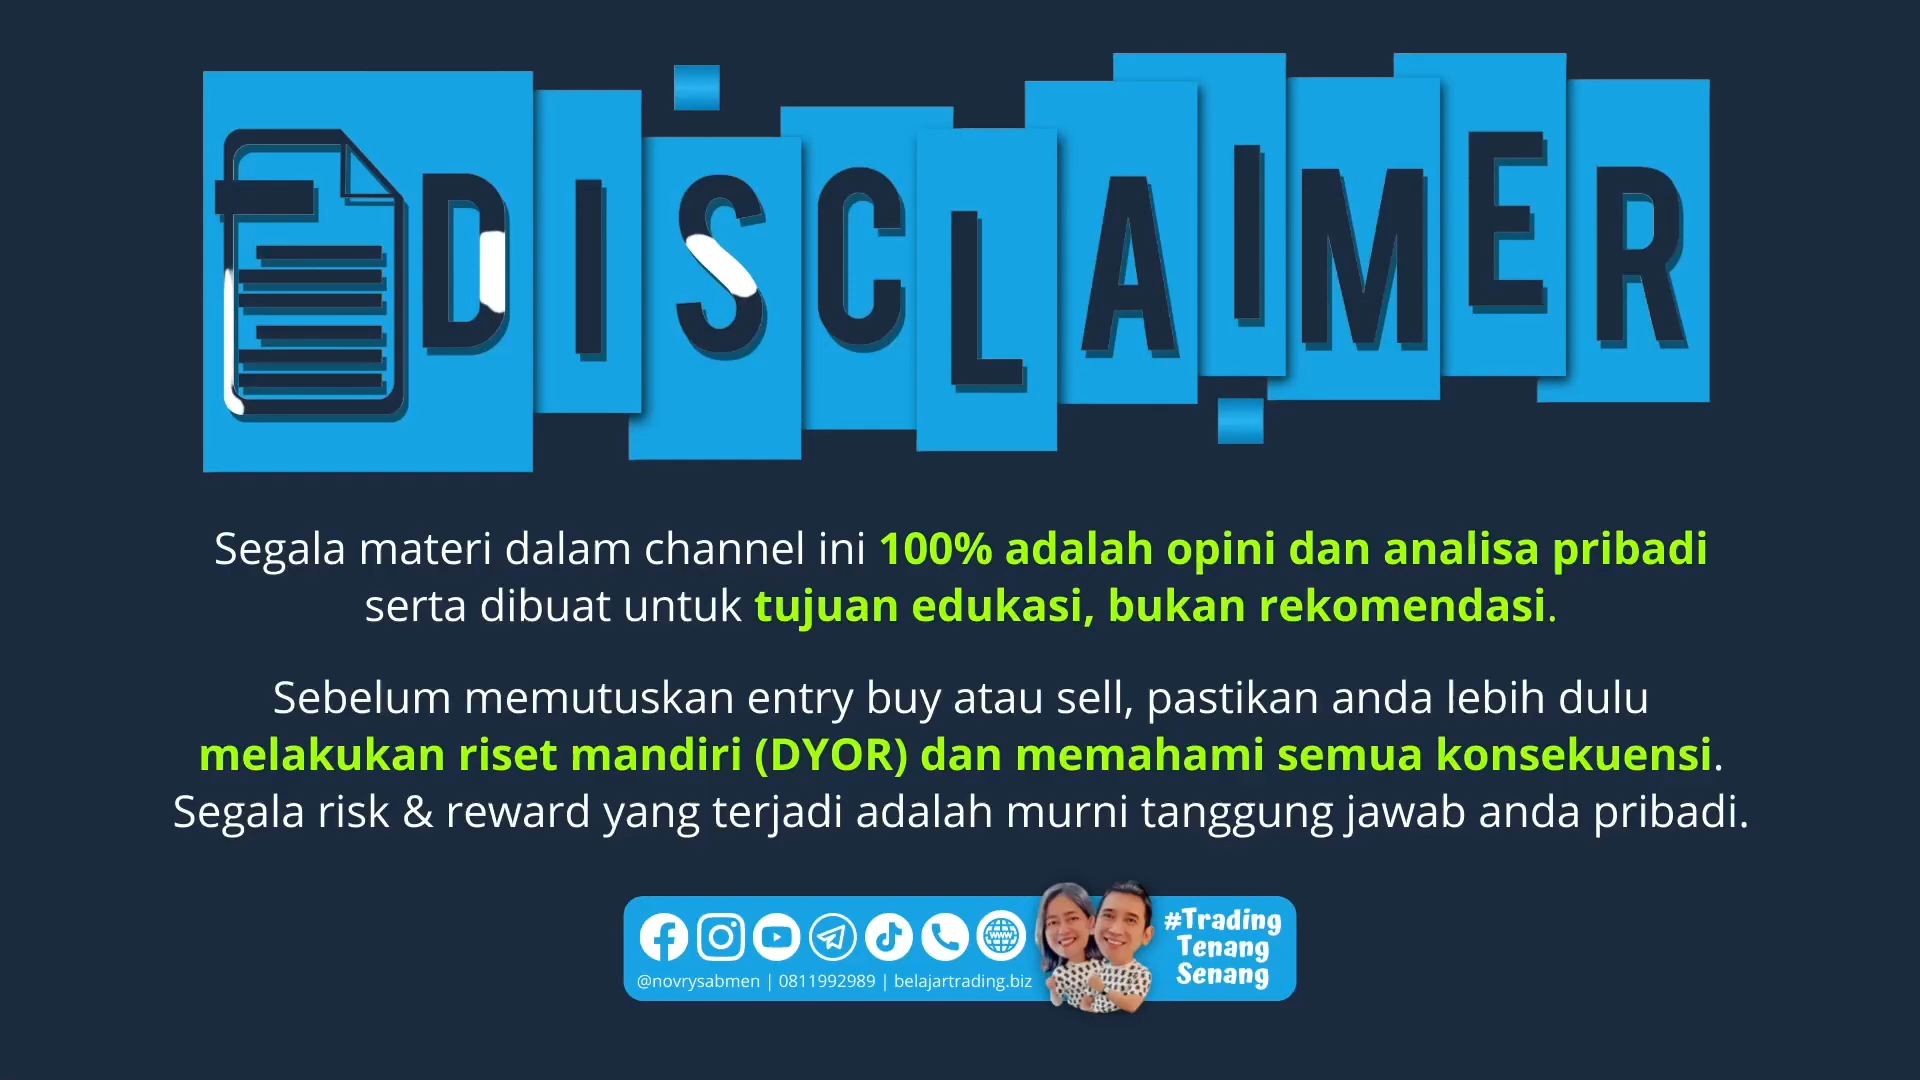 DISCLAIMER
Segala materi dalam channel ini 100% adalah opini dan analisa pribadi
serta dibuat untuk tujuan edukasi, bukan rekomendasi.
Sebelum memutuskan entry buy atau sell, pastikan anda lebih dulu
melakukan riset mandiri (DYOR) dan memahami semua konsekuensi.
Segala risk & reward yang terjadi adalah murni tanggung jawab anda pribadi.
WWW
@novrysabmen | 0811992989 | belajartrading.biz
#Trading
Tenang
Senang